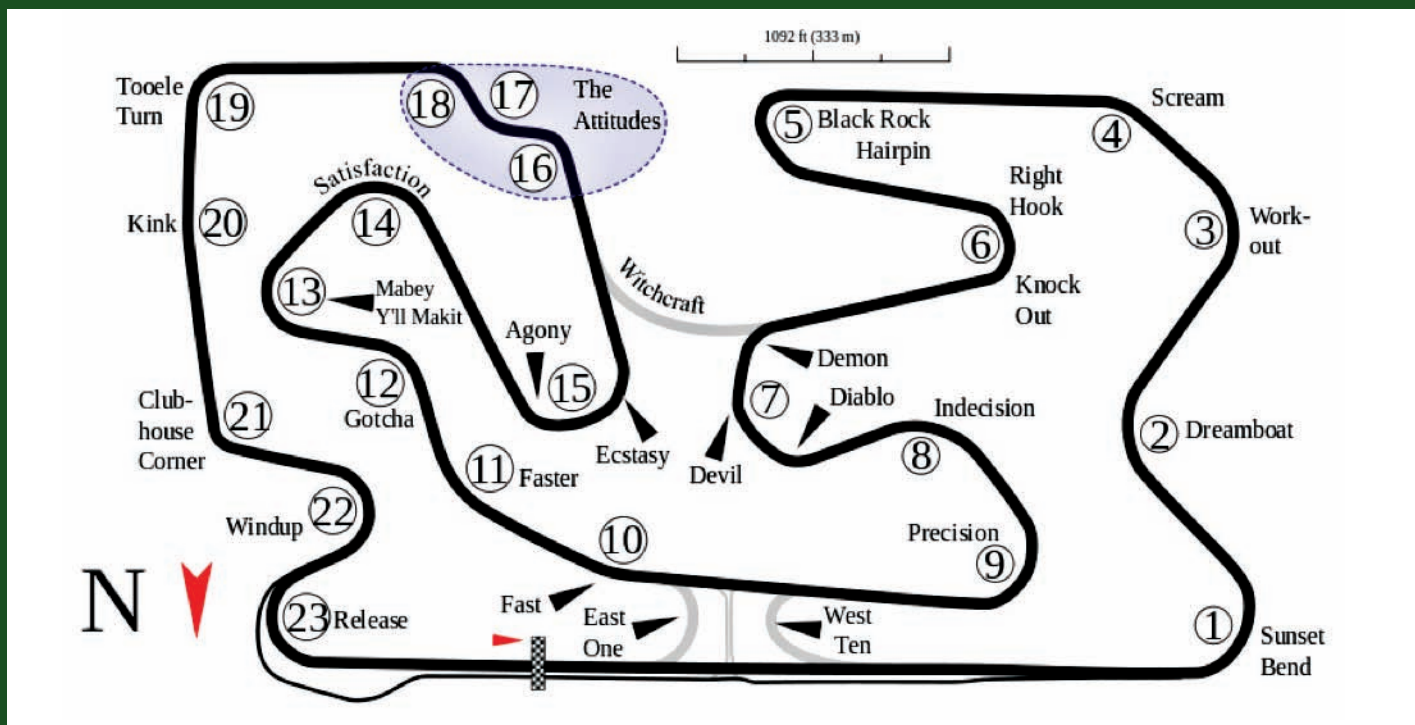 1092 ft (333 m)
Tooele
Turn
19
18
17
The
Attitudes
16
5
Black Rock
Hairpin
4
Scream
Satisfaction
14
Kink
20
Right
Hook
6
3
Work-
out
13
Mabey
Y'll Makit
Witchcraft
Knock
Out
Agony
Demon
12
Gotcha
15
7
Diablo
Indecision
Club-
house
Corner
21
Ecstasy
Devil
8
2
Dreamboat
11
Faster
Windup
22
10
Precision
9
N
Fast
East
One
West
Ten
23
Release
1
Sunset
Bend